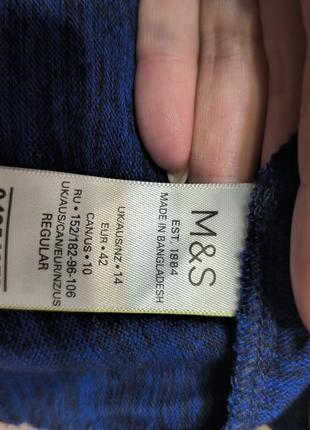 M&S
EST. 1884
MADE IN BANGLADESH
UK/AUS/NZ • 14
EUR • 42
CAN/US • 10
RU • 152/182-96-106
UK/AUS/CAN/EUR/NZ/US
REGULAR